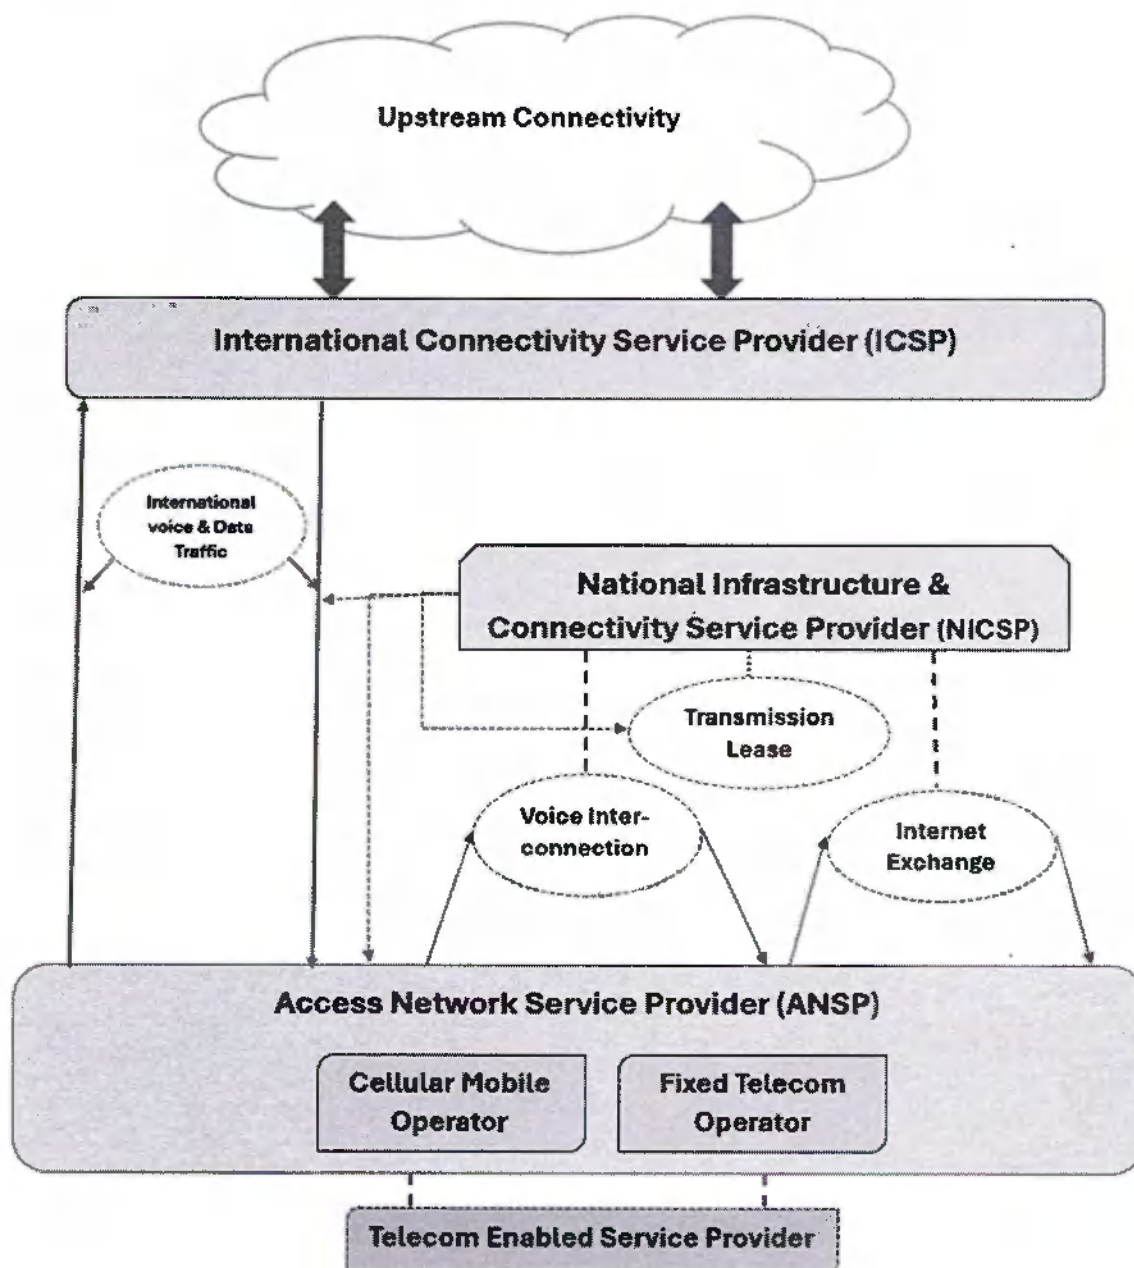 Upstream Connectivity
International Connectivity Service Provider (ICSP)
International
voice & Data
Traffic
National Infrastructure &
Connectivity Service Provider (NICSP)
Transmission
Lease
Voice Inter-
connection
Internet
Exchange
Access Network Service Provider (ANSP)
Cellular Mobile
Operator
Fixed Telecom
Operator
Telecom Enabled Service Provider